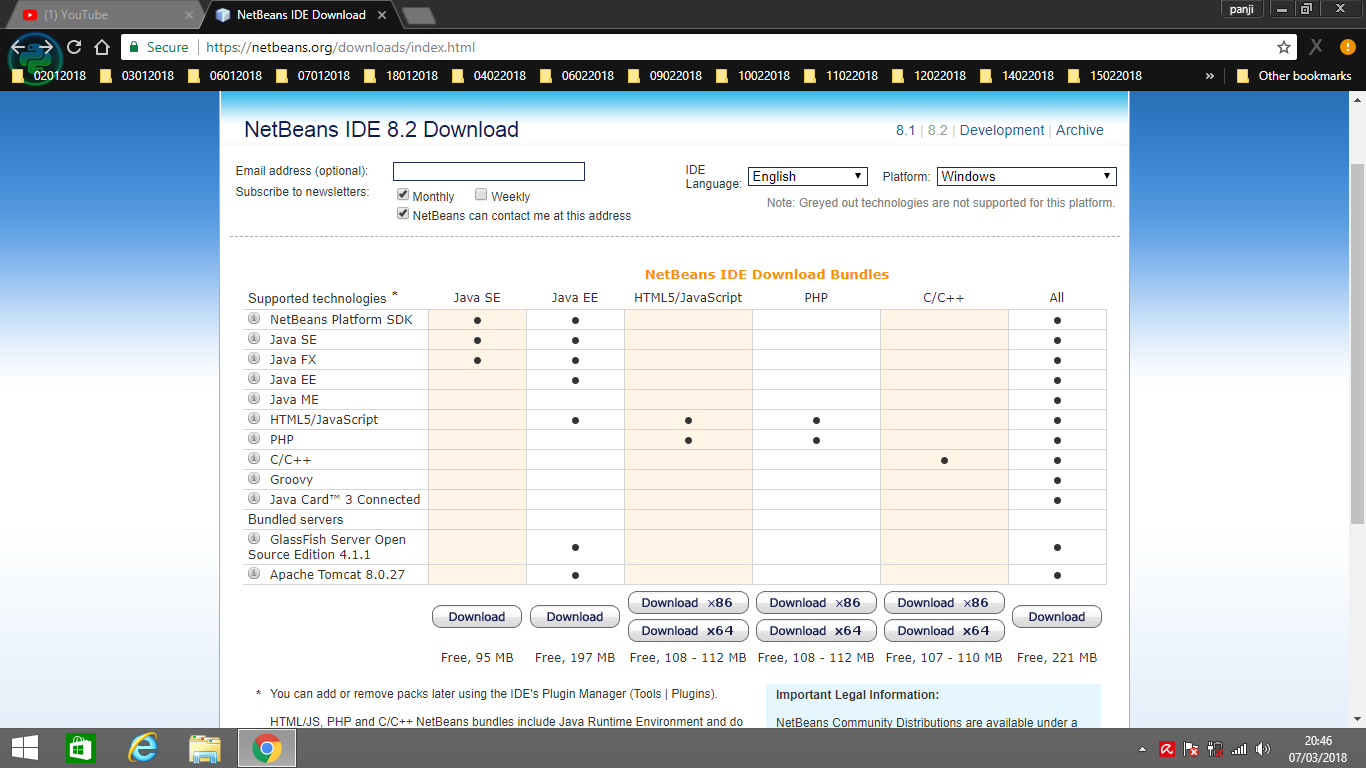 (1) YouTube
NetBeans IDE Download
panji
Secure https://netbeans.org/downloads/index.html
02012018 03012018 06012018 07012018 18012018 04022018 06022018 09022018 10022018 11022018 12022018 14022018 15022018 » Other bookmarks
NetBeans IDE 8.2 Download
8.1 | 8.2 | Development | Archive
Email address (optional):
Subscribe to newsletters:
Monthly Weekly
NetBeans can contact me at this address
IDE
Language: English
Platform: Windows
Note: Greyed out technologies are not supported for this platform.
NetBeans IDE Download Bundles
Supported technologies * Java SE Java EE HTML5/JavaScript PHP C/C++ All
NetBeans Platform SDK
Java SE
Java FX
Java EE
Java ME
HTML5/JavaScript
PHP
C/C++
Groovy
Java Card™ 3 Connected
Bundled servers
GlassFish Server Open
Source Edition 4.1.1
Apache Tomcat 8.0.27
Download Download Download x86 Download x86 Download x86 Download
Download x64 Download x64 Download x64
Free, 95 MB Free, 197 MB Free, 108 - 112 MB Free, 108 - 112 MB Free, 107 - 110 MB Free, 221 MB
* You can add or remove packs later using the IDE's Plugin Manager (Tools | Plugins).
HTML/JS, PHP and C/C++ NetBeans bundles include Java Runtime Environment and do
Important Legal Information:
NetBeans Community Distributions are available under a
20:46
07/03/2018